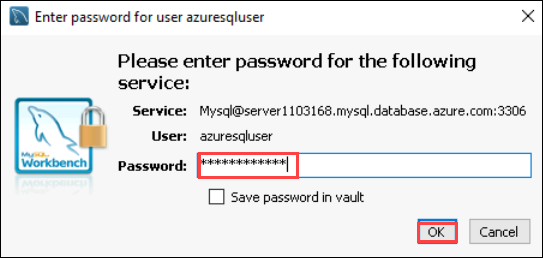 Enter password for user azuresqluser
Please enter password for the following
service:
Service: Mysql@server1103168.mysql.database.azure.com:3306
User: azuresqluser
Password: ************
Save password in vault
MySQL
Workbench
OK Cancel